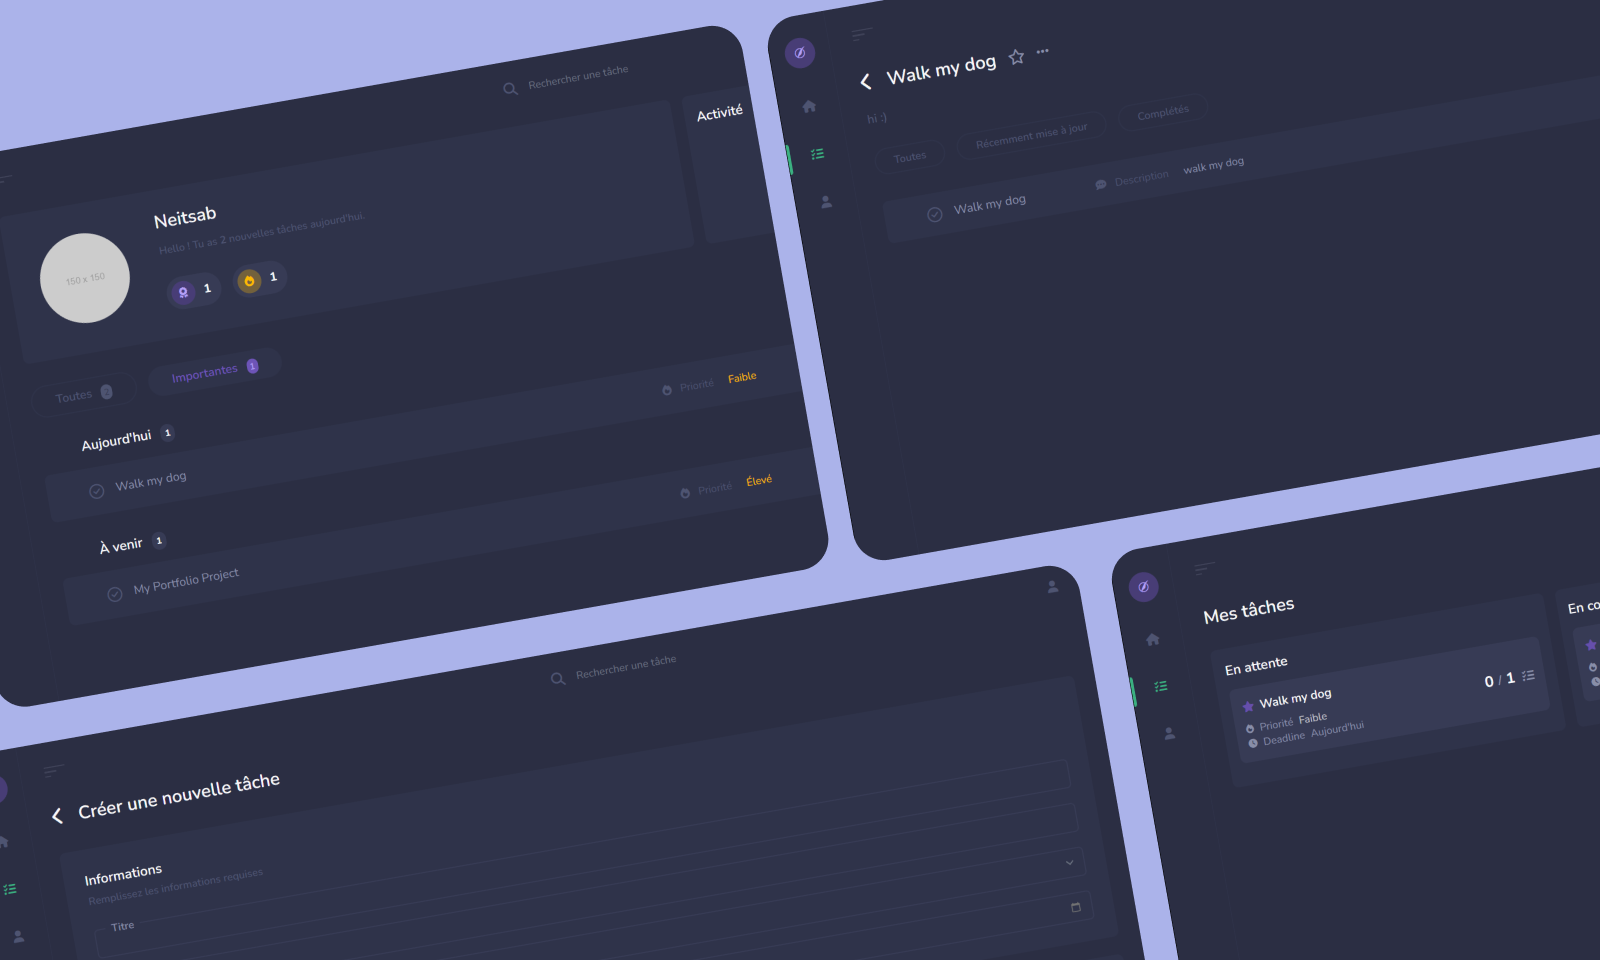 Rechercher une tâche
Activité
Neitsab
Hello ! Tu as 2 nouvelles tâches aujourd'hui.
150 x 150
1
1
Toutes 2
Importantes 1
Aujourd'hui 1
Walk my dog
Priorité Faible
À venir 1
My Portfolio Project
Priorité Élevé
Walk my dog
hi :)
Toutes
Récemment mise à jour
Complétés
Walk my dog
Description walk my dog
Rechercher une tâche
Créer une nouvelle tâche
Informations
Remplissez les informations requises
Titre
Mes tâches
En attente
Walk my dog
0 / 1
Priorité Faible
Deadline Aujourd'hui
En co